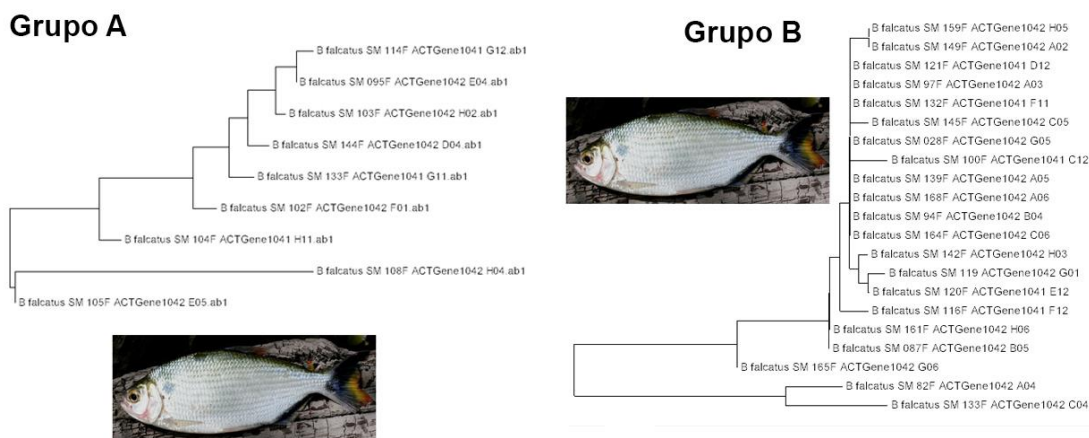 Grupo A
B falcatus SM 114F ACTGene1041 G12.ab1
B falcatus SM 095F ACTGene1042 E04.ab1
B falcatus SM 103F ACTGene1042 H02.ab1
B falcatus SM 144F ACTGene1042 D04.ab1
B falcatus SM 133F ACTGene1041 G11.ab1
B falcatus SM 102F ACTGene1042 F01.ab1
B falcatus SM 104F ACTGene1041 H11.ab1
B falcatus SM 108F ACTGene1042 H04.ab1
B falcatus SM 105F ACTGene1042 E05.ab1
Grupo B
B falcatus SM 159F ACTGene1042 H05
B falcatus SM 149F ACTGene1042 A02
B falcatus SM 121F ACTGene1041 D12
B falcatus SM 97F ACTGene1042 A03
B falcatus SM 132F ACTGene1041 F11
B falcatus SM 145F ACTGene1042 C05
B falcatus SM 028F ACTGene1042 G05
B falcatus SM 100F ACTGene1041 C12
B falcatus SM 139F ACTGene1042 A05
B falcatus SM 168F ACTGene1042 A06
B falcatus SM 94F ACTGene1042 B04
B falcatus SM 164F ACTGene1042 C06
B falcatus SM 142F ACTGene1042 H03
B falcatus SM 119 ACTGene1042 G01
B falcatus SM 120F ACTGene1041 E12
B falcatus SM 116F ACTGene1041 F12
B falcatus SM 161F ACTGene1042 H06
B falcatus SM 087F ACTGene1042 B05
B falcatus SM 165F ACTGene1042 G06
B falcatus SM 82F ACTGene1042 A04
B falcatus SM 133F ACTGene1042 C04